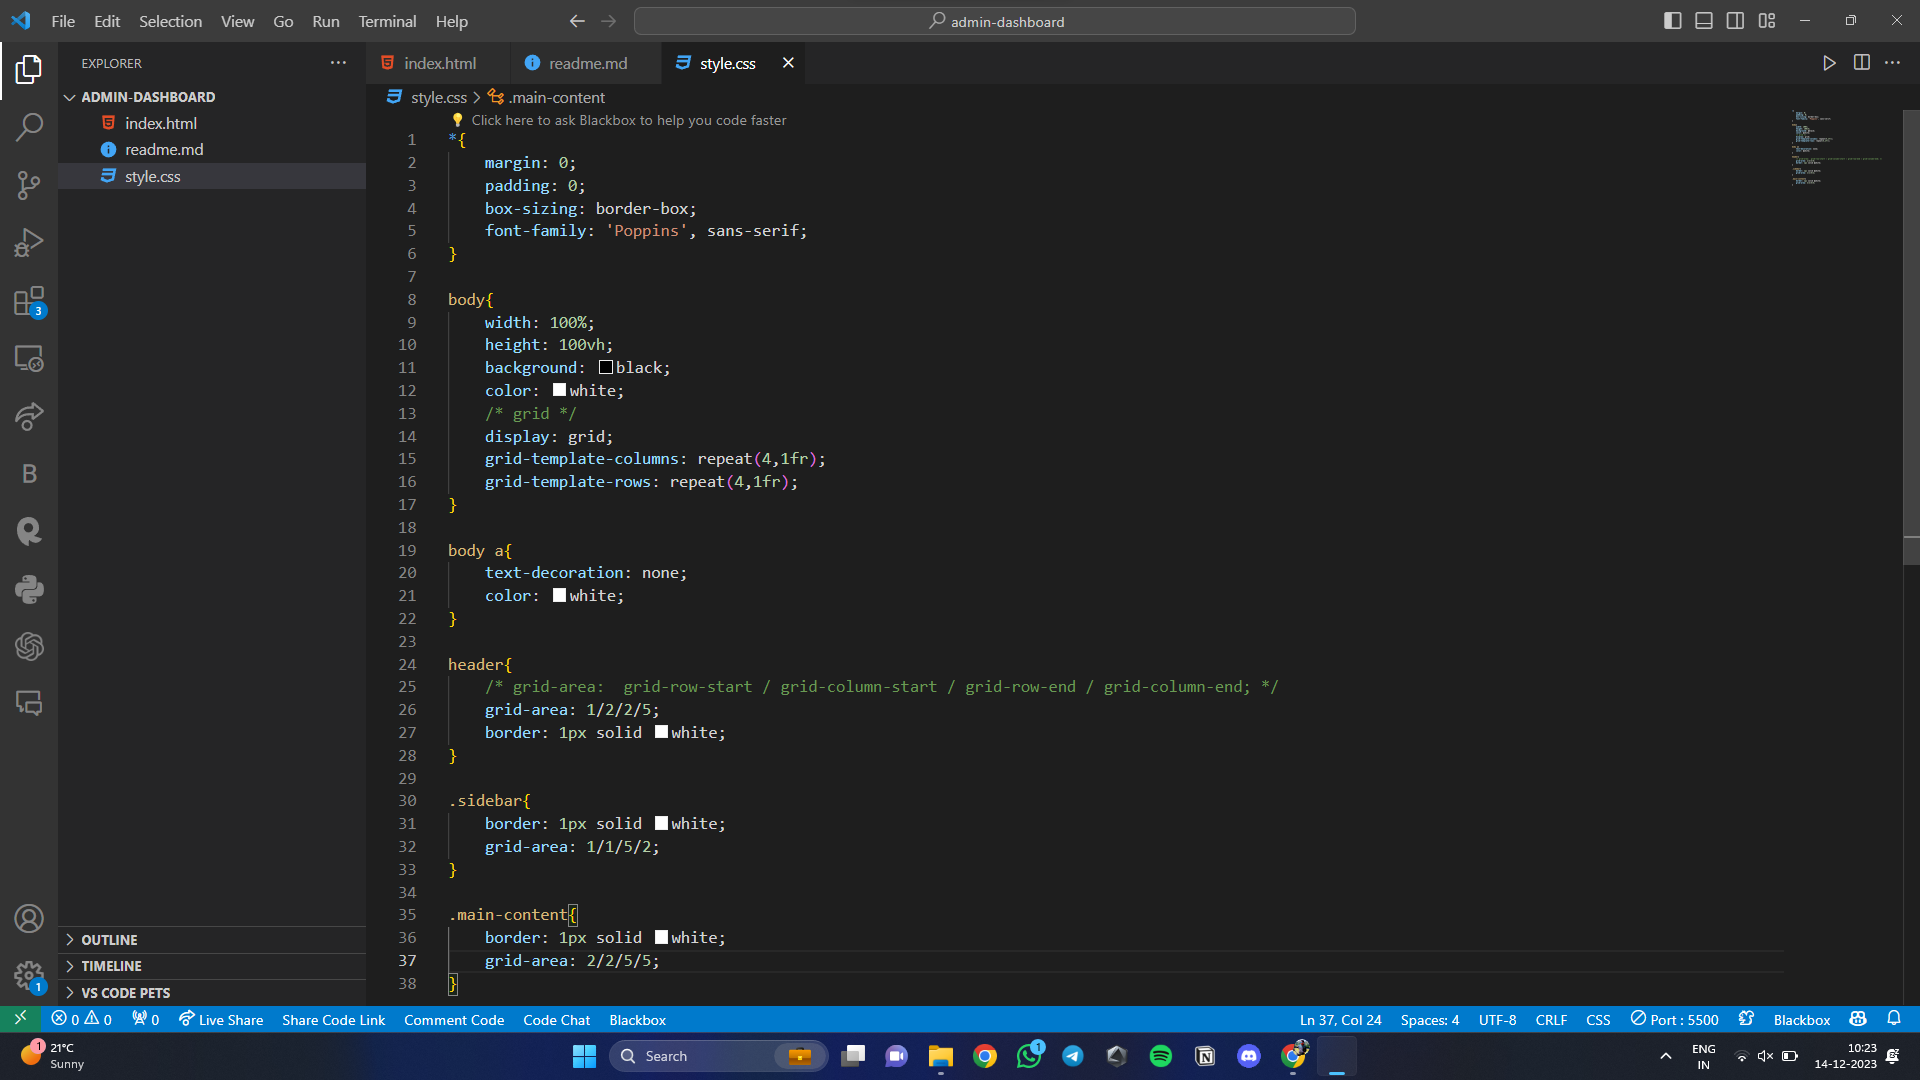 File Edit Selection View Go Run Terminal Help
admin-dashboard
EXPLORER
ADMIN-DASHBOARD
index.html
readme.md
style.css
OUTLINE
TIMELINE
VS CODE PETS
index.html readme.md style.css
style.css > .main-content
Click here to ask Blackbox to help you code faster
1 *{
2     margin: 0;
3     padding: 0;
4     box-sizing: border-box;
5     font-family: 'Poppins', sans-serif;
6 }
7
8 body{
9     width: 100%;
10     height: 100vh;
11     background: black;
12     color: white;
13     /* grid */
14     display: grid;
15     grid-template-columns: repeat(4,1fr);
16     grid-template-rows: repeat(4,1fr);
17 }
18
19 body a{
20     text-decoration: none;
21     color: white;
22 }
23
24 header{
25     /* grid-area:  grid-row-start / grid-column-start / grid-row-end / grid-column-end; */
26     grid-area: 1/2/2/5;
27     border: 1px solid white;
28 }
29
30 .sidebar{
31     border: 1px solid white;
32     grid-area: 1/1/5/2;
33 }
34
35 .main-content{
36     border: 1px solid white;
37     grid-area: 2/2/5/5;
38 }
3
B
1
0 0 0 Live Share Share Code Link Comment Code Code Chat Blackbox
Ln 37, Col 24 Spaces: 4 UTF-8 CRLF CSS Port : 5500 Blackbox
1
21°C
Sunny
Search
1
ENG
IN
10:23
14-12-2023